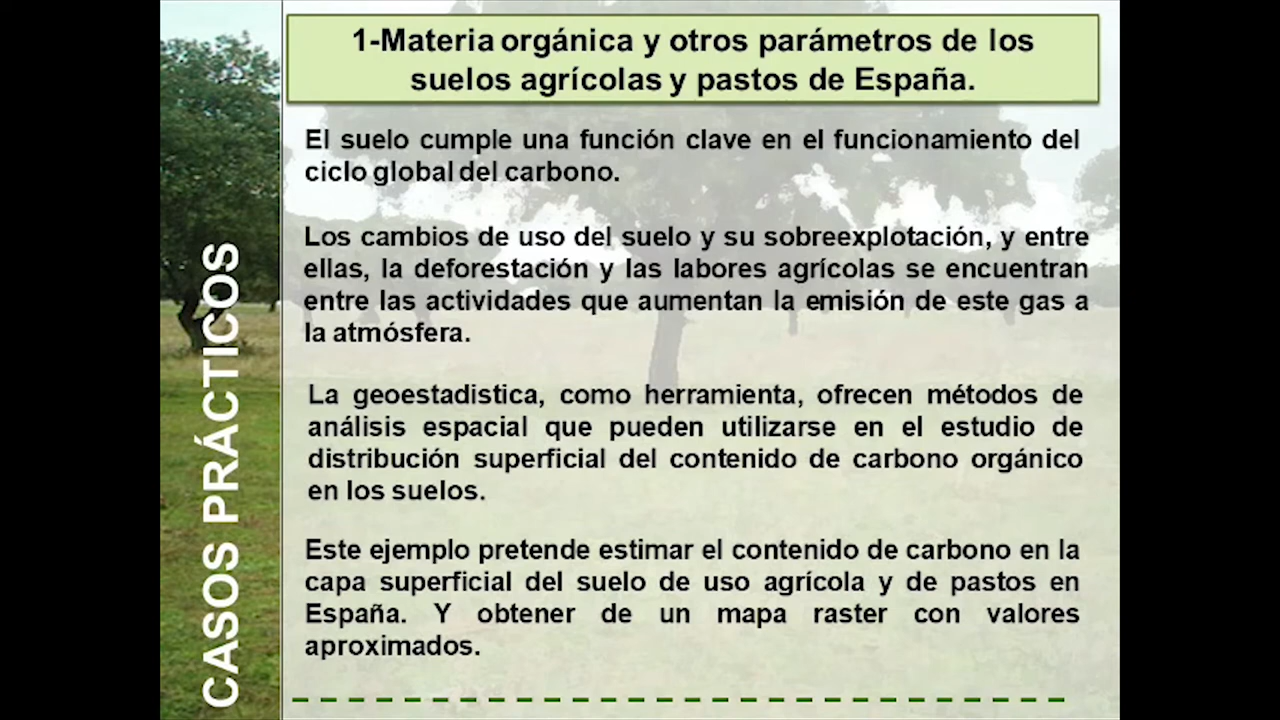 1-Materia orgánica y otros parámetros de los
suelos agrícolas y pastos de España.
El suelo cumple una función clave en el funcionamiento del
ciclo global del carbono.
Los cambios de uso del suelo y su sobreexplotación, y entre
ellas, la deforestación y las labores agrícolas se encuentran
entre las actividades que aumentan la emisión de este gas a
la atmósfera.
La geoestadistica, como herramienta, ofrecen métodos de
análisis espacial que pueden utilizarse en el estudio de
distribución superficial del contenido de carbono orgánico
en los suelos.
Este ejemplo pretende estimar el contenido de carbono en la
capa superficial del suelo de uso agrícola y de pastos en
España. Y obtener de un mapa raster con valores
aproximados.
CASOS PRÁCTICOS